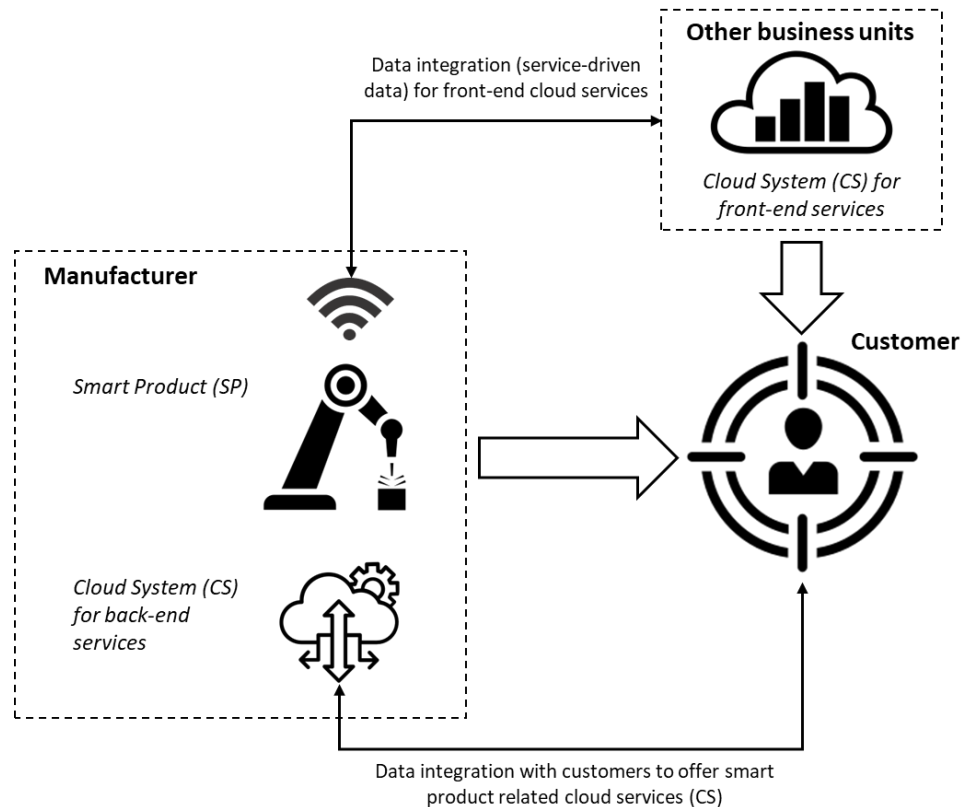 Other business units
Data integration (service-driven
data) for front-end cloud services
Cloud System (CS) for
front-end services
Manufacturer
Customer
Smart Product (SP)
Cloud System (CS)
for back-end
services
Data integration with customers to offer smart
product related cloud services (CS)